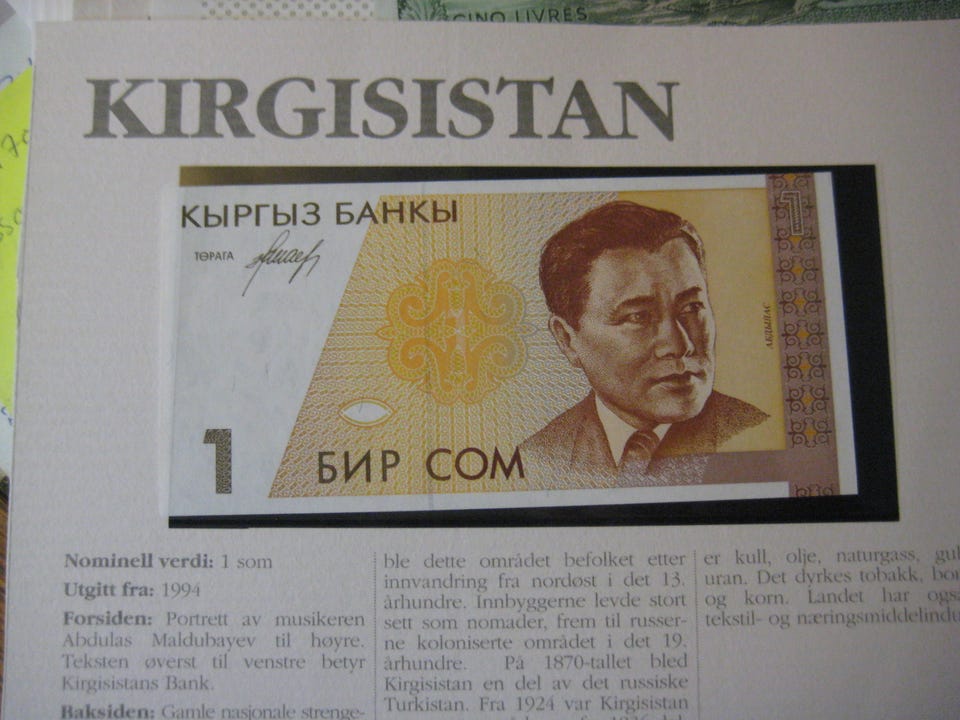 CINQ LIVRES
KIRGISISTAN
КЫРГЫЗ БАНКЫ
ТӨРАГА
1
АБДЫЛАС
1
БИР СОМ
Nominell verdi: 1 som
Utgitt fra: 1994
Forsiden: Portrett av musikeren
Abdulas Maldubayev til høyre.
Teksten øverst til venstre betyr
Kirgisistans Bank.
Baksiden: Gamle nasjonale strenge-
ble dette området befolket etter
innvandring fra nordøst i det 13.
århundre. Innbyggerne levde stort
sett som nomader, frem til russer-
ne koloniserte området i det 19.
århundre. På 1870-tallet bled
Kirgisistan en del av det russiske
Turkistan. Fra 1924 var Kirgisistan
er kull, olje, naturgass, gul
uran. Det dyrkes tobakk, bo
og korn. Landet har ogs
tekstil- og næringsmiddelindu